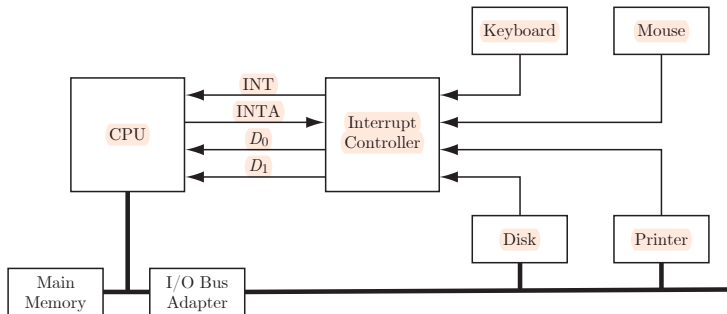 Keyboard
Mouse
INT
INTA
CPU
Interrupt
Controller
D₀
D₁
Disk
Printer
Main
Memory
I/O Bus
Adapter